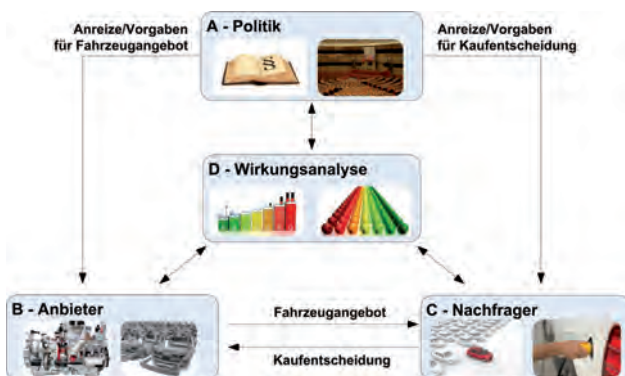 Anreize/Vorgaben
für Fahrzeugangebot
A - Politik
Anreize/Vorgaben
für Kaufentscheidung
D - Wirkungsanalyse
B - Anbieter
Fahrzeugangebot
Kaufentscheidung
C - Nachfrager